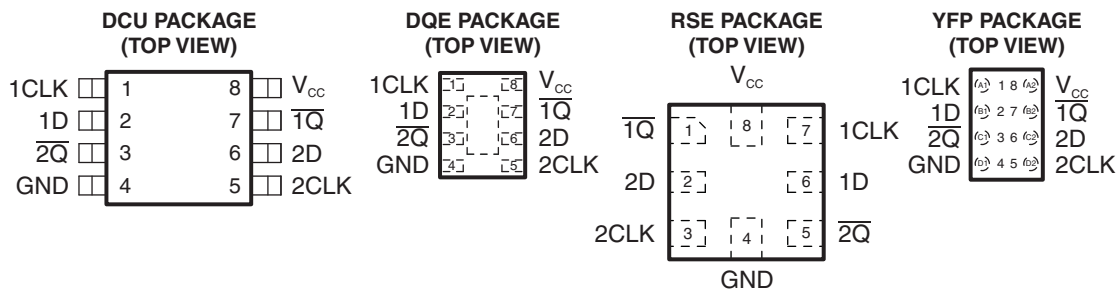 DCU PACKAGE
(TOP VIEW)
1CLK 1 8 V_CC
1D 2 7 1Q̅
2Q̅ 3 6 2D
GND 4 5 2CLK
DQE PACKAGE
(TOP VIEW)
1CLK 1 8 V_CC
1D 2 7 1Q̅
2Q̅ 3 6 2D
GND 4 5 2CLK
RSE PACKAGE
(TOP VIEW)
V_CC
1Q̅ 1 8 7 1CLK
2D 2 6 1D
2CLK 3 4 5 2Q̅
GND
YFP PACKAGE
(TOP VIEW)
1CLK A1 1 8 A2 V_CC
1D B1 2 7 B2 1Q̅
2Q̅ C1 3 6 C2 2D
GND D1 4 5 D2 2CLK